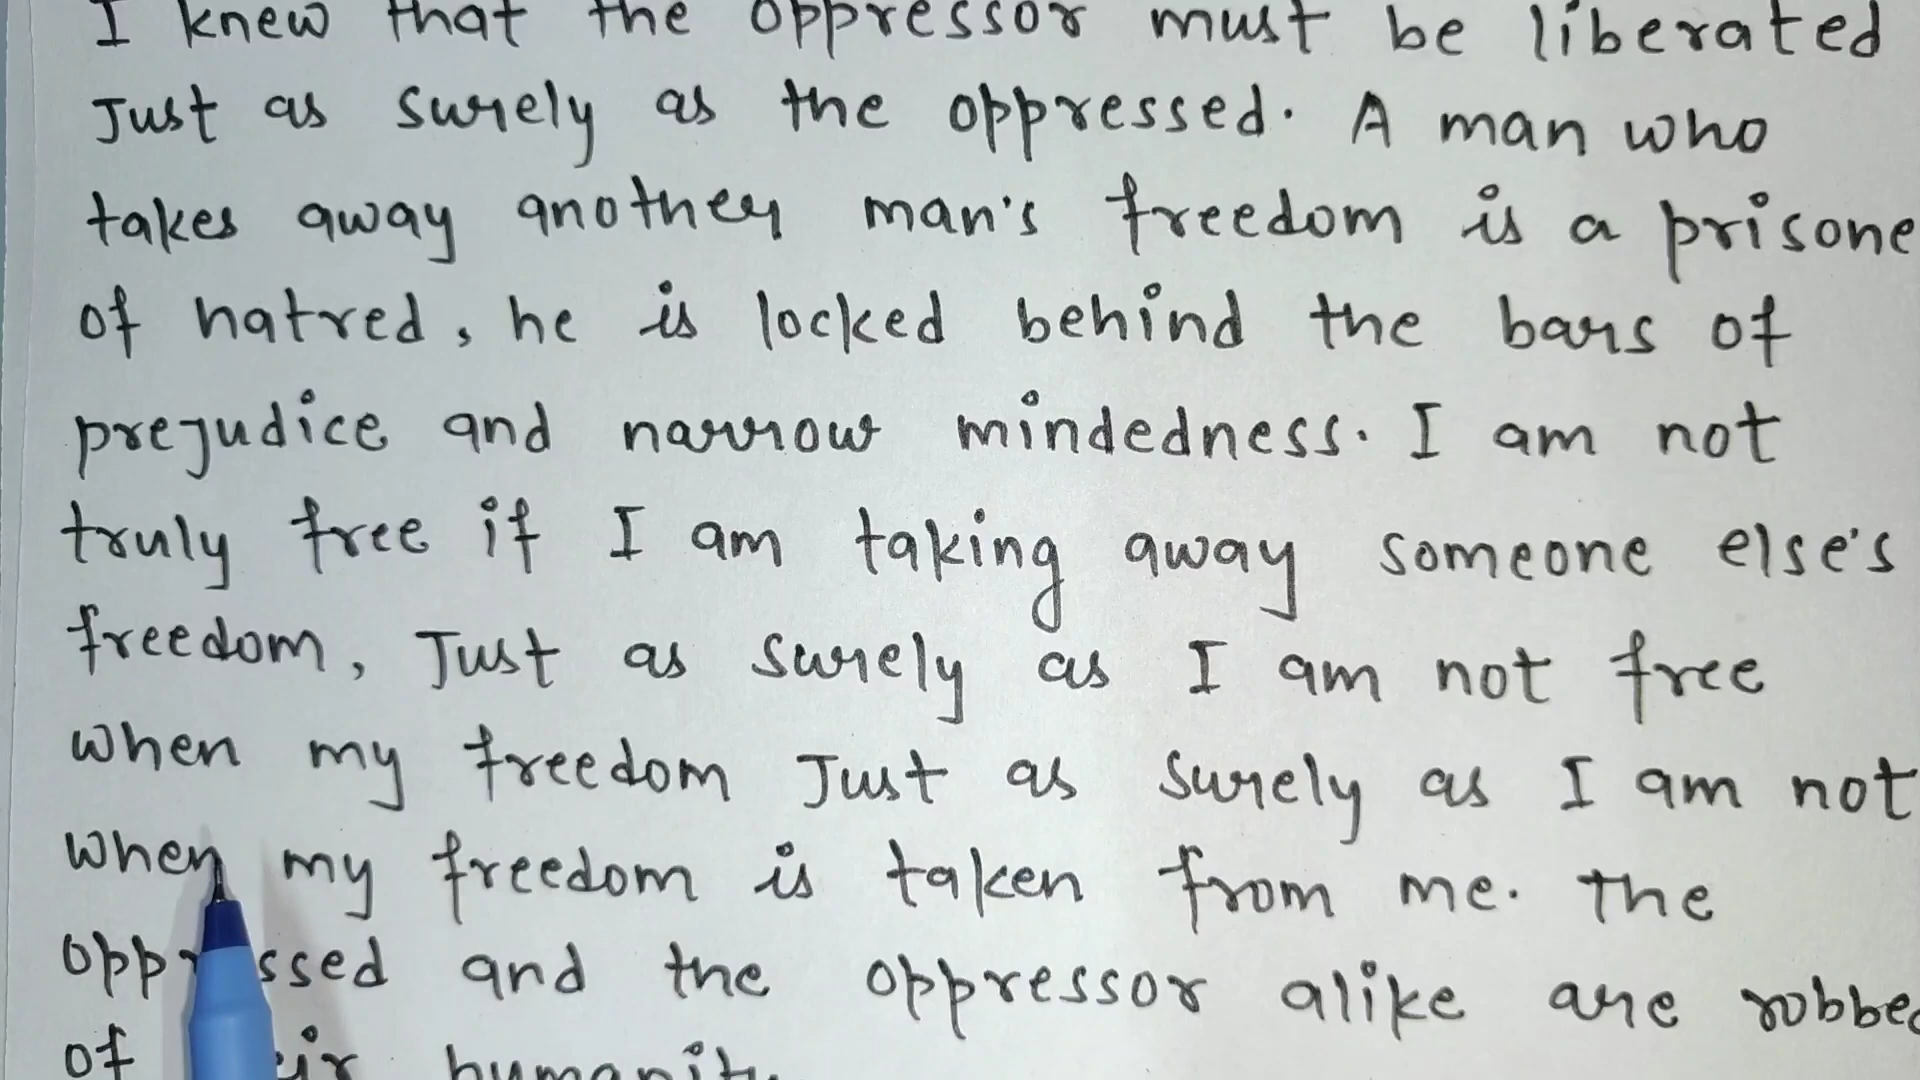 I knew that the oppressor must be liberated
Just as surely as the oppressed. A man who
takes away another man's freedom is a prisone
of hatred, he is locked behind the bars of
prejudice and narrow mindedness. I am not
truly free if I am taking away someone else's
freedom, Just as surely as I am not free
when my freedom Just as surely as I am not
when my freedom is taken from me. the
and the oppressor alike are robbed
of humanity